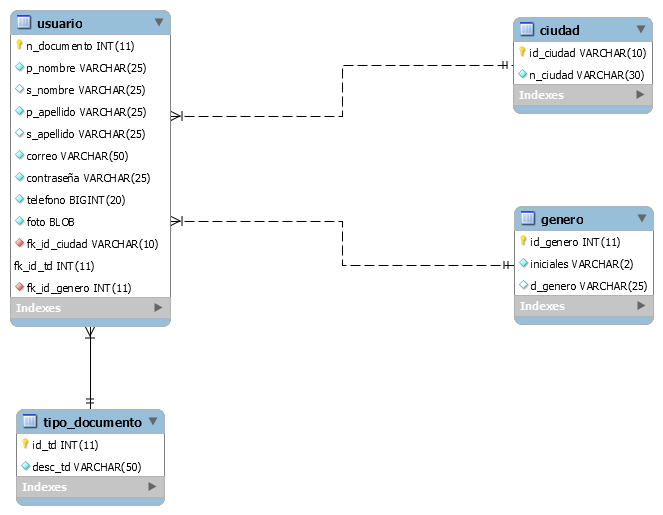 usuario
n_documento INT(11)
p_nombre VARCHAR(25)
s_nombre VARCHAR(25)
p_apellido VARCHAR(25)
s_apellido VARCHAR(25)
correo VARCHAR(50)
contraseña VARCHAR(25)
telefono BIGINT(20)
foto BLOB
fk_id_ciudad VARCHAR(10)
fk_id_td INT(11)
fk_id_genero INT(11)
Indexes
ciudad
id_ciudad VARCHAR(10)
n_ciudad VARCHAR(30)
Indexes
genero
id_genero INT(11)
iniciales VARCHAR(2)
d_genero VARCHAR(25)
Indexes
tipo_documento
id_td INT(11)
desc_td VARCHAR(50)
Indexes